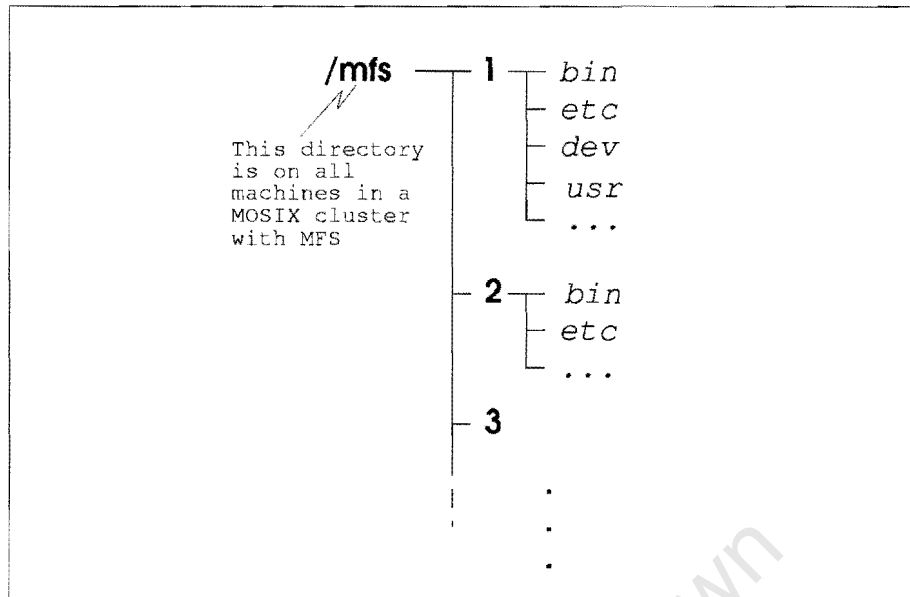 /mfs 1 bin
etc
This directory
is on all
machines in a
MOSIX cluster
with MFS
dev
usr
...
2 bin
etc
...
3
.
.
.